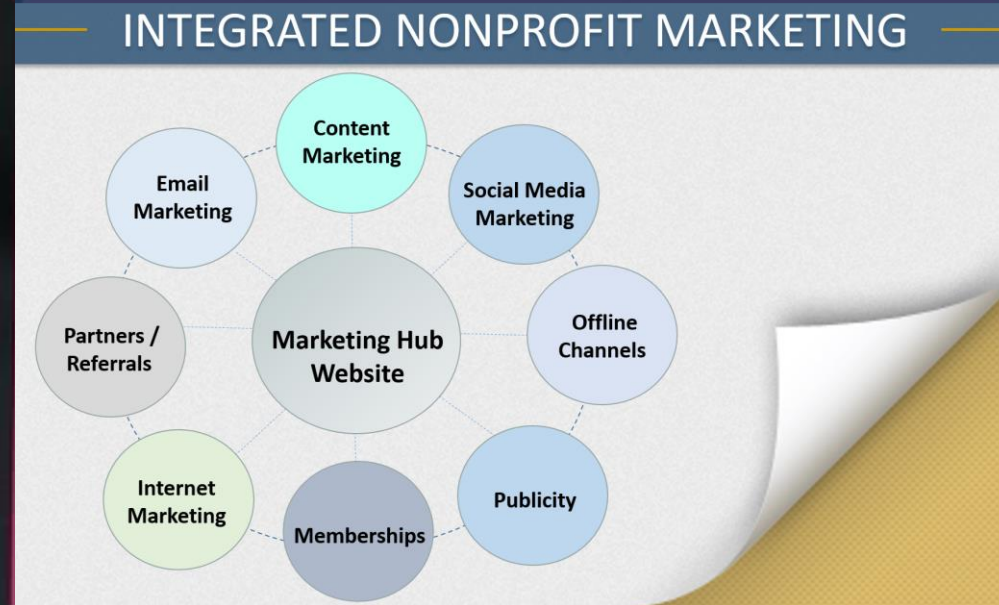 INTEGRATED NONPROFIT MARKETING
Content
Marketing
Email
Marketing
Social Media
Marketing
Partners /
Referrals
Marketing Hub
Website
Offline
Channels
Internet
Marketing
Memberships
Publicity